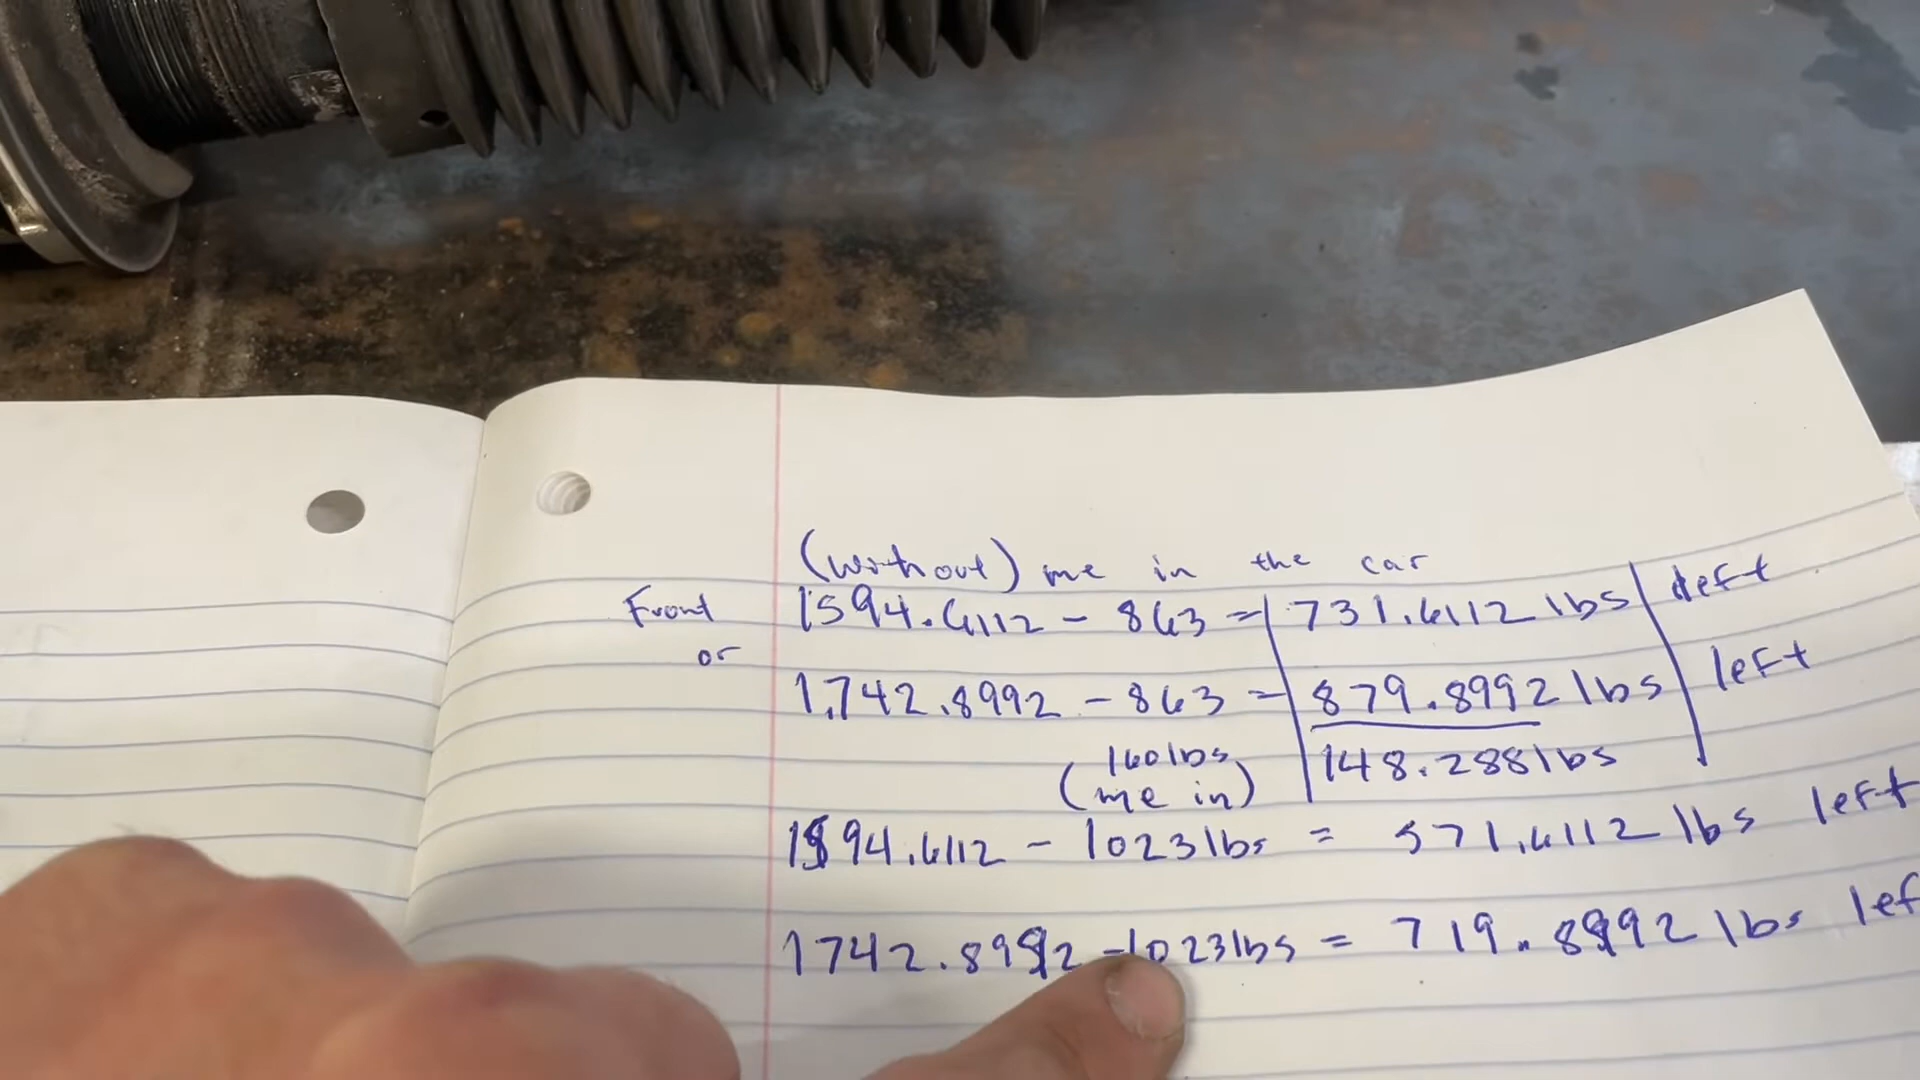 (without) me in the car
Front 1594.6112 - 863 = 731.6112 lbs left
or
1,742.8992 - 863 = 879.8992 lbs left
148.288 lbs
160 lbs
(me in)
1594.6112 - 1023 lbs = 571.6112 lbs left
1742.8992 - 1023 lbs = 719.8992 lbs lef